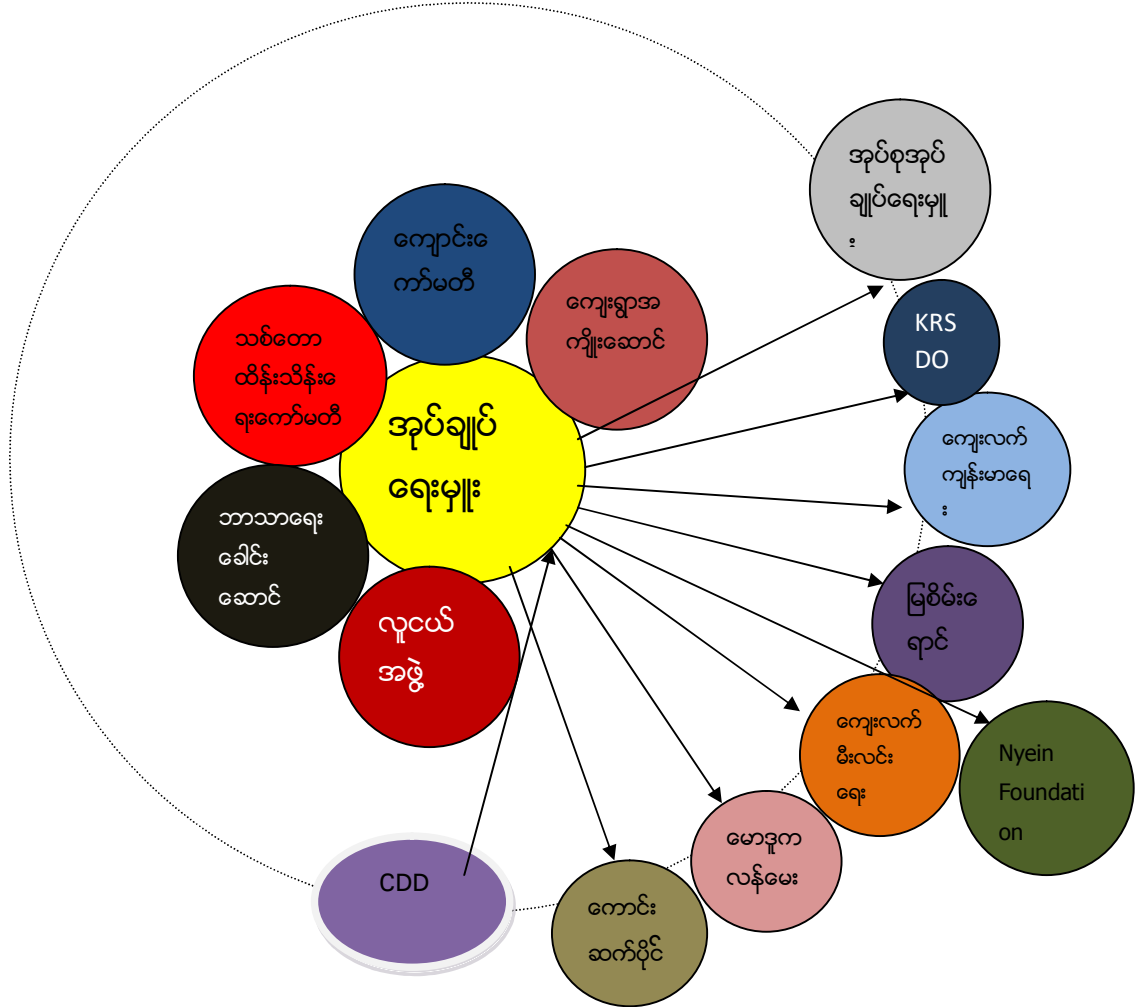 အုပ်စုအုပ်
ချုပ်ရေးမှူ
း
ကျောင်းေ
ကာ်မတီ
ကျေးရွာအ
ကျိုးဆောင်
KRS
DO
သစ်တော
ထိန်းသိန်းေ
ရးကော်မတီ
အုပ်ချုပ်
ရေးမှူး
ကျေးလက်
ကျန်းမာရေ
း
ဘာသာရေး
ခေါင်း
ဆောင်
မြစိမ်းေ
ရာင်
လူငယ်
အဖွဲ့
ကျေးလက်
မီးလင်း
ရေး
Nyein
Foundati
on
မောဒူက
လန်မေး
CDD
ကောင်း
ဆက်ပိုင်